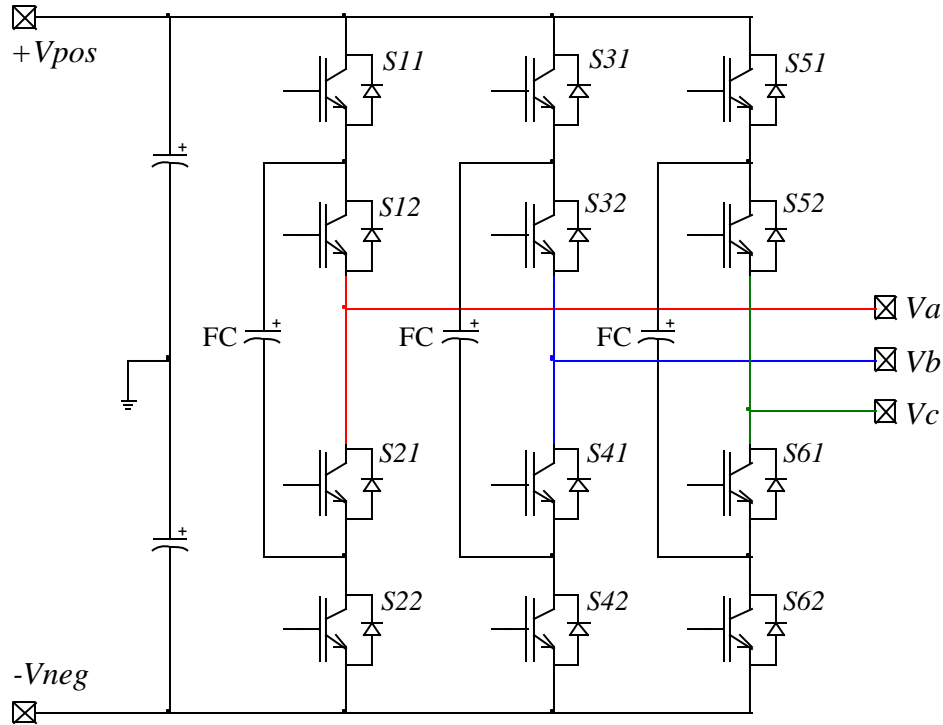 +Vpos
S11
S31
S51
+
S12
S32
S52
Va
FC
+
FC
+
FC
+
Vb
Vc
S21
S41
S61
+
S22
S42
S62
-Vneg